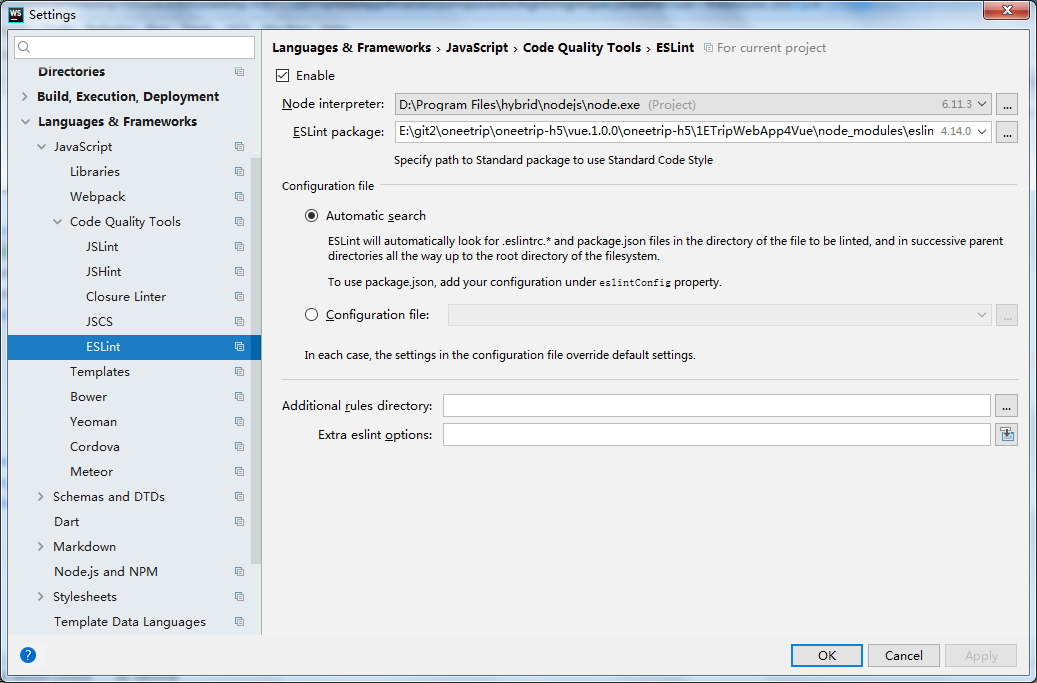 WS Settings
Directories
Build, Execution, Deployment
Languages & Frameworks
JavaScript
Libraries
Webpack
Code Quality Tools
JSLint
JSHint
Closure Linter
JSCS
ESLint
Templates
Bower
Yeoman
Cordova
Meteor
Schemas and DTDs
Dart
Markdown
Node.js and NPM
Stylesheets
Template Data Languages
Languages & Frameworks › JavaScript › Code Quality Tools › ESLint For current project
Enable
Node interpreter: D:\Program Files\hybrid\nodejs\node.exe (Project) 6.11.3 ...
ESLint package: E:\git2\oneetrip\oneetrip-h5\vue.1.0.0\oneetrip-h5\1ETripWebApp4Vue\node_modules\eslin 4.14.0 ...
Specify path to Standard package to use Standard Code Style
Configuration file
Automatic search
ESLint will automatically look for .eslintrc.* and package.json files in the directory of the file to be linted, and in successive parent
directories all the way up to the root directory of the filesystem.
To use package.json, add your configuration under eslintConfig property.
Configuration file: ...
In each case, the settings in the configuration file override default settings.
Additional rules directory: ...
Extra eslint options:
? OK Cancel Apply